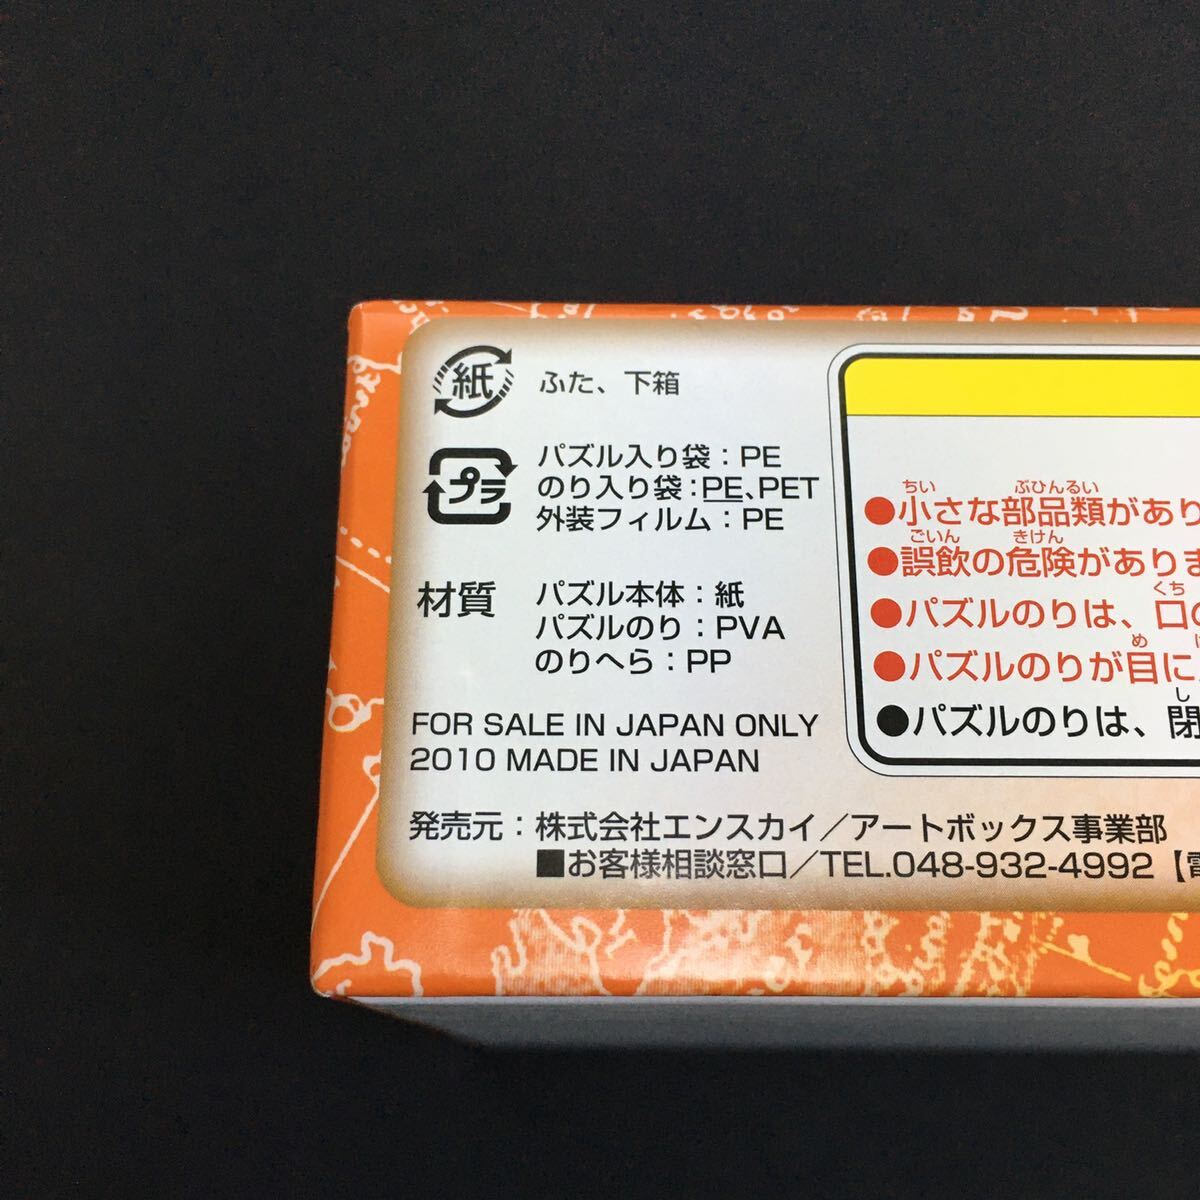 紙 ふた、下箱
プラ パズル入り袋：PE
のり入り袋：PE、PET
外装フィルム：PE
材質 パズル本体：紙
パズルのり：PVA
のりへら：PP
FOR SALE IN JAPAN ONLY
2010 MADE IN JAPAN
発売元：株式会社エンスカイ／アートボックス事業部
■お客様相談窓口／TEL.048-932-4992【電
ちい ぶひんるい
●小さな部品類があり
ごいん きけん
●誤飲の危険がありま
くち
●パズルのりは、口の
め
●パズルのりが目に
し
●パズルのりは、閉